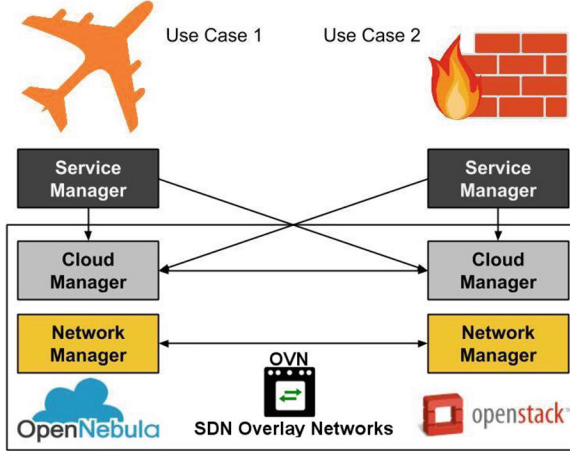 Use Case 1
Use Case 2
Service
Manager
Service
Manager
Cloud
Manager
Cloud
Manager
Network
Manager
Network
Manager
OVN
SDN Overlay Networks
OpenNebula
openstack